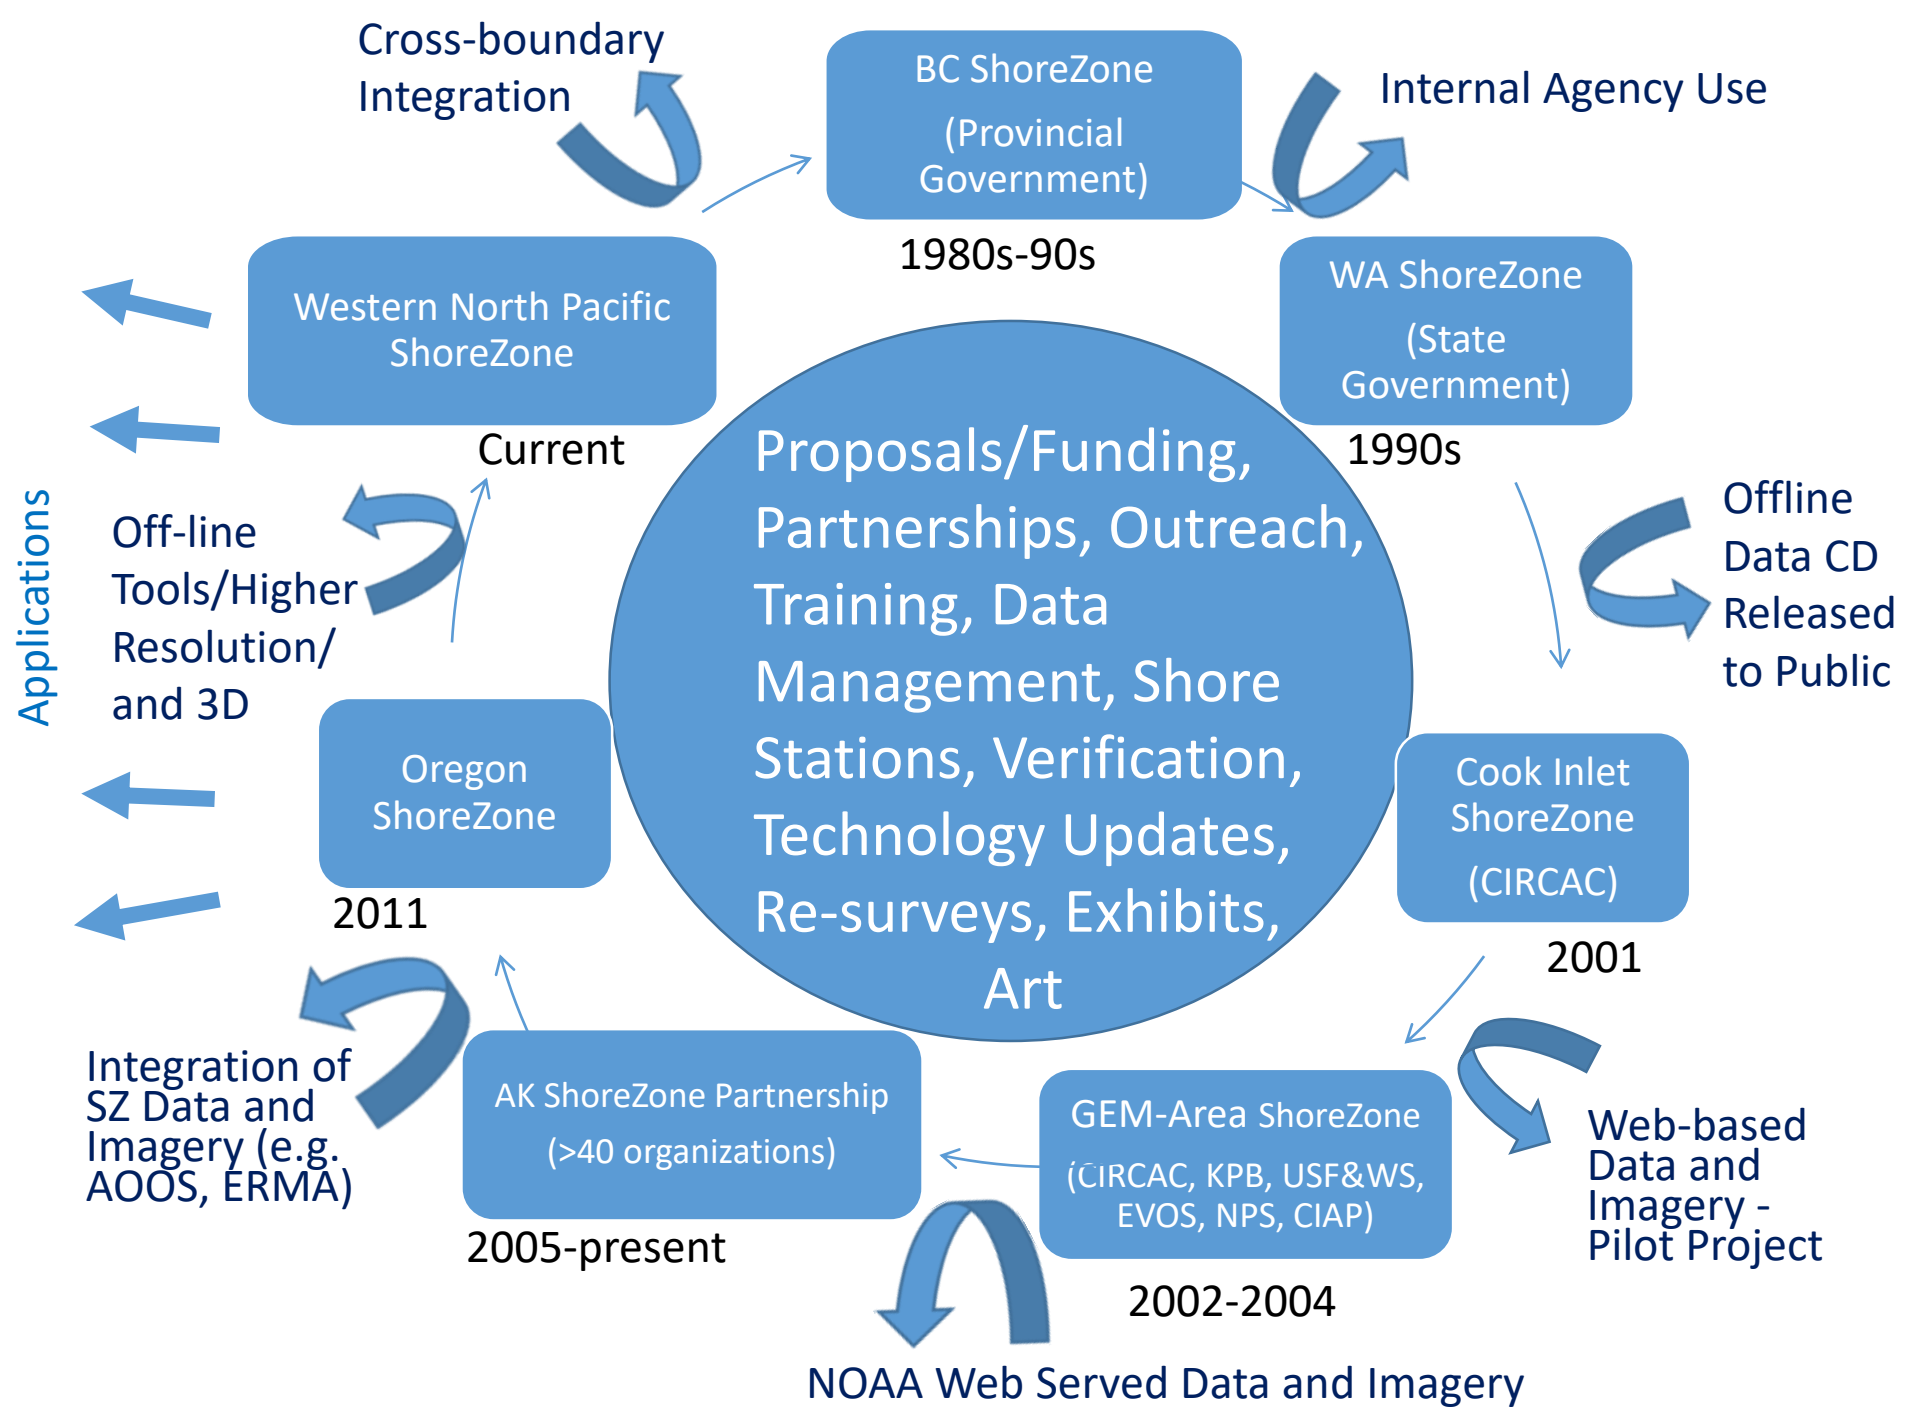 Cross-boundary
Integration
BC ShoreZone
(Provincial
Government)
1980s-90s
Internal Agency Use
WA ShoreZone
(State
Government)
1990s
Offline
Data CD
Released
to Public
Cook Inlet
ShoreZone
(CIRCAC)
2001
Web-based
Data and
Imagery -
Pilot Project
GEM-Area ShoreZone
(CIRCAC, KPB, USF&WS,
EVOS, NPS, CIAP)
2002-2004
NOAA Web Served Data and Imagery
AK ShoreZone Partnership
(>40 organizations)
2005-present
Integration of
SZ Data and
Imagery (e.g.
AOOS, ERMA)
Oregon
ShoreZone
2011
Off-line
Tools/Higher
Resolution/
and 3D
Western North Pacific
ShoreZone
Current
Applications
Proposals/Funding,
Partnerships, Outreach,
Training, Data
Management, Shore
Stations, Verification,
Technology Updates,
Re-surveys, Exhibits,
Art